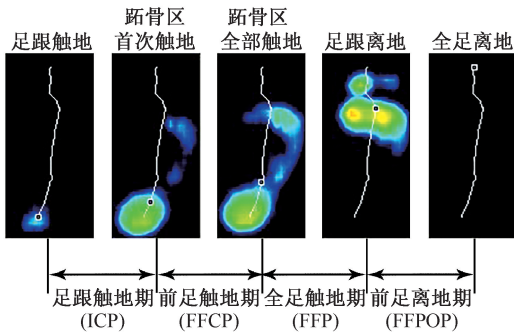 足跟触地
跖骨区
首次触地
跖骨区
全部触地
足跟离地
全足离地
足跟触地期
(ICP)
前足触地期
(FFCP)
全足触地期
(FFP)
前足离地期
(FFPOP)